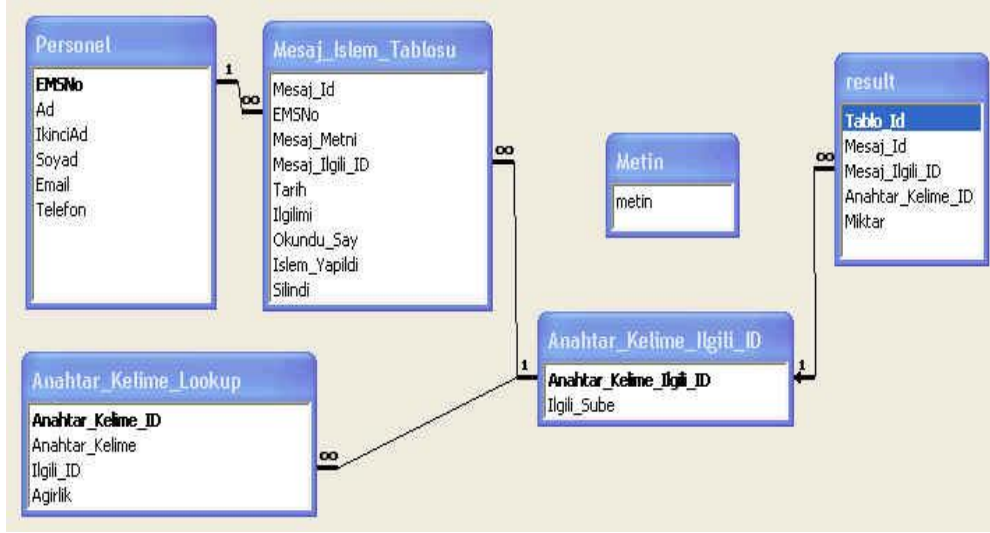 Personel
EMSNo
Ad
IkinciAd
Soyad
Email
Telefon
1
∞
Mesaj_Islem_Tablosu
Mesaj_Id
EMSNo
Mesaj_Metni
Mesaj_Ilgili_ID
Tarih
Ilgilimi
Okundu_Say
Islem_Yapildi
Silindi
∞
Metin
metin
result
Tablo_Id
Mesaj_Id
Mesaj_Ilgili_ID
Anahtar_Kelime_ID
Miktar
∞
Anahtar_Kelime_Lookup
Anahtar_Kelime_ID
Anahtar_Kelime
Ilgili_ID
Agirlik
∞
1
Anahtar_Kelime_Ilgili_ID
Anahtar_Kelime_Ilgili_ID
Ilgili_Sube
1